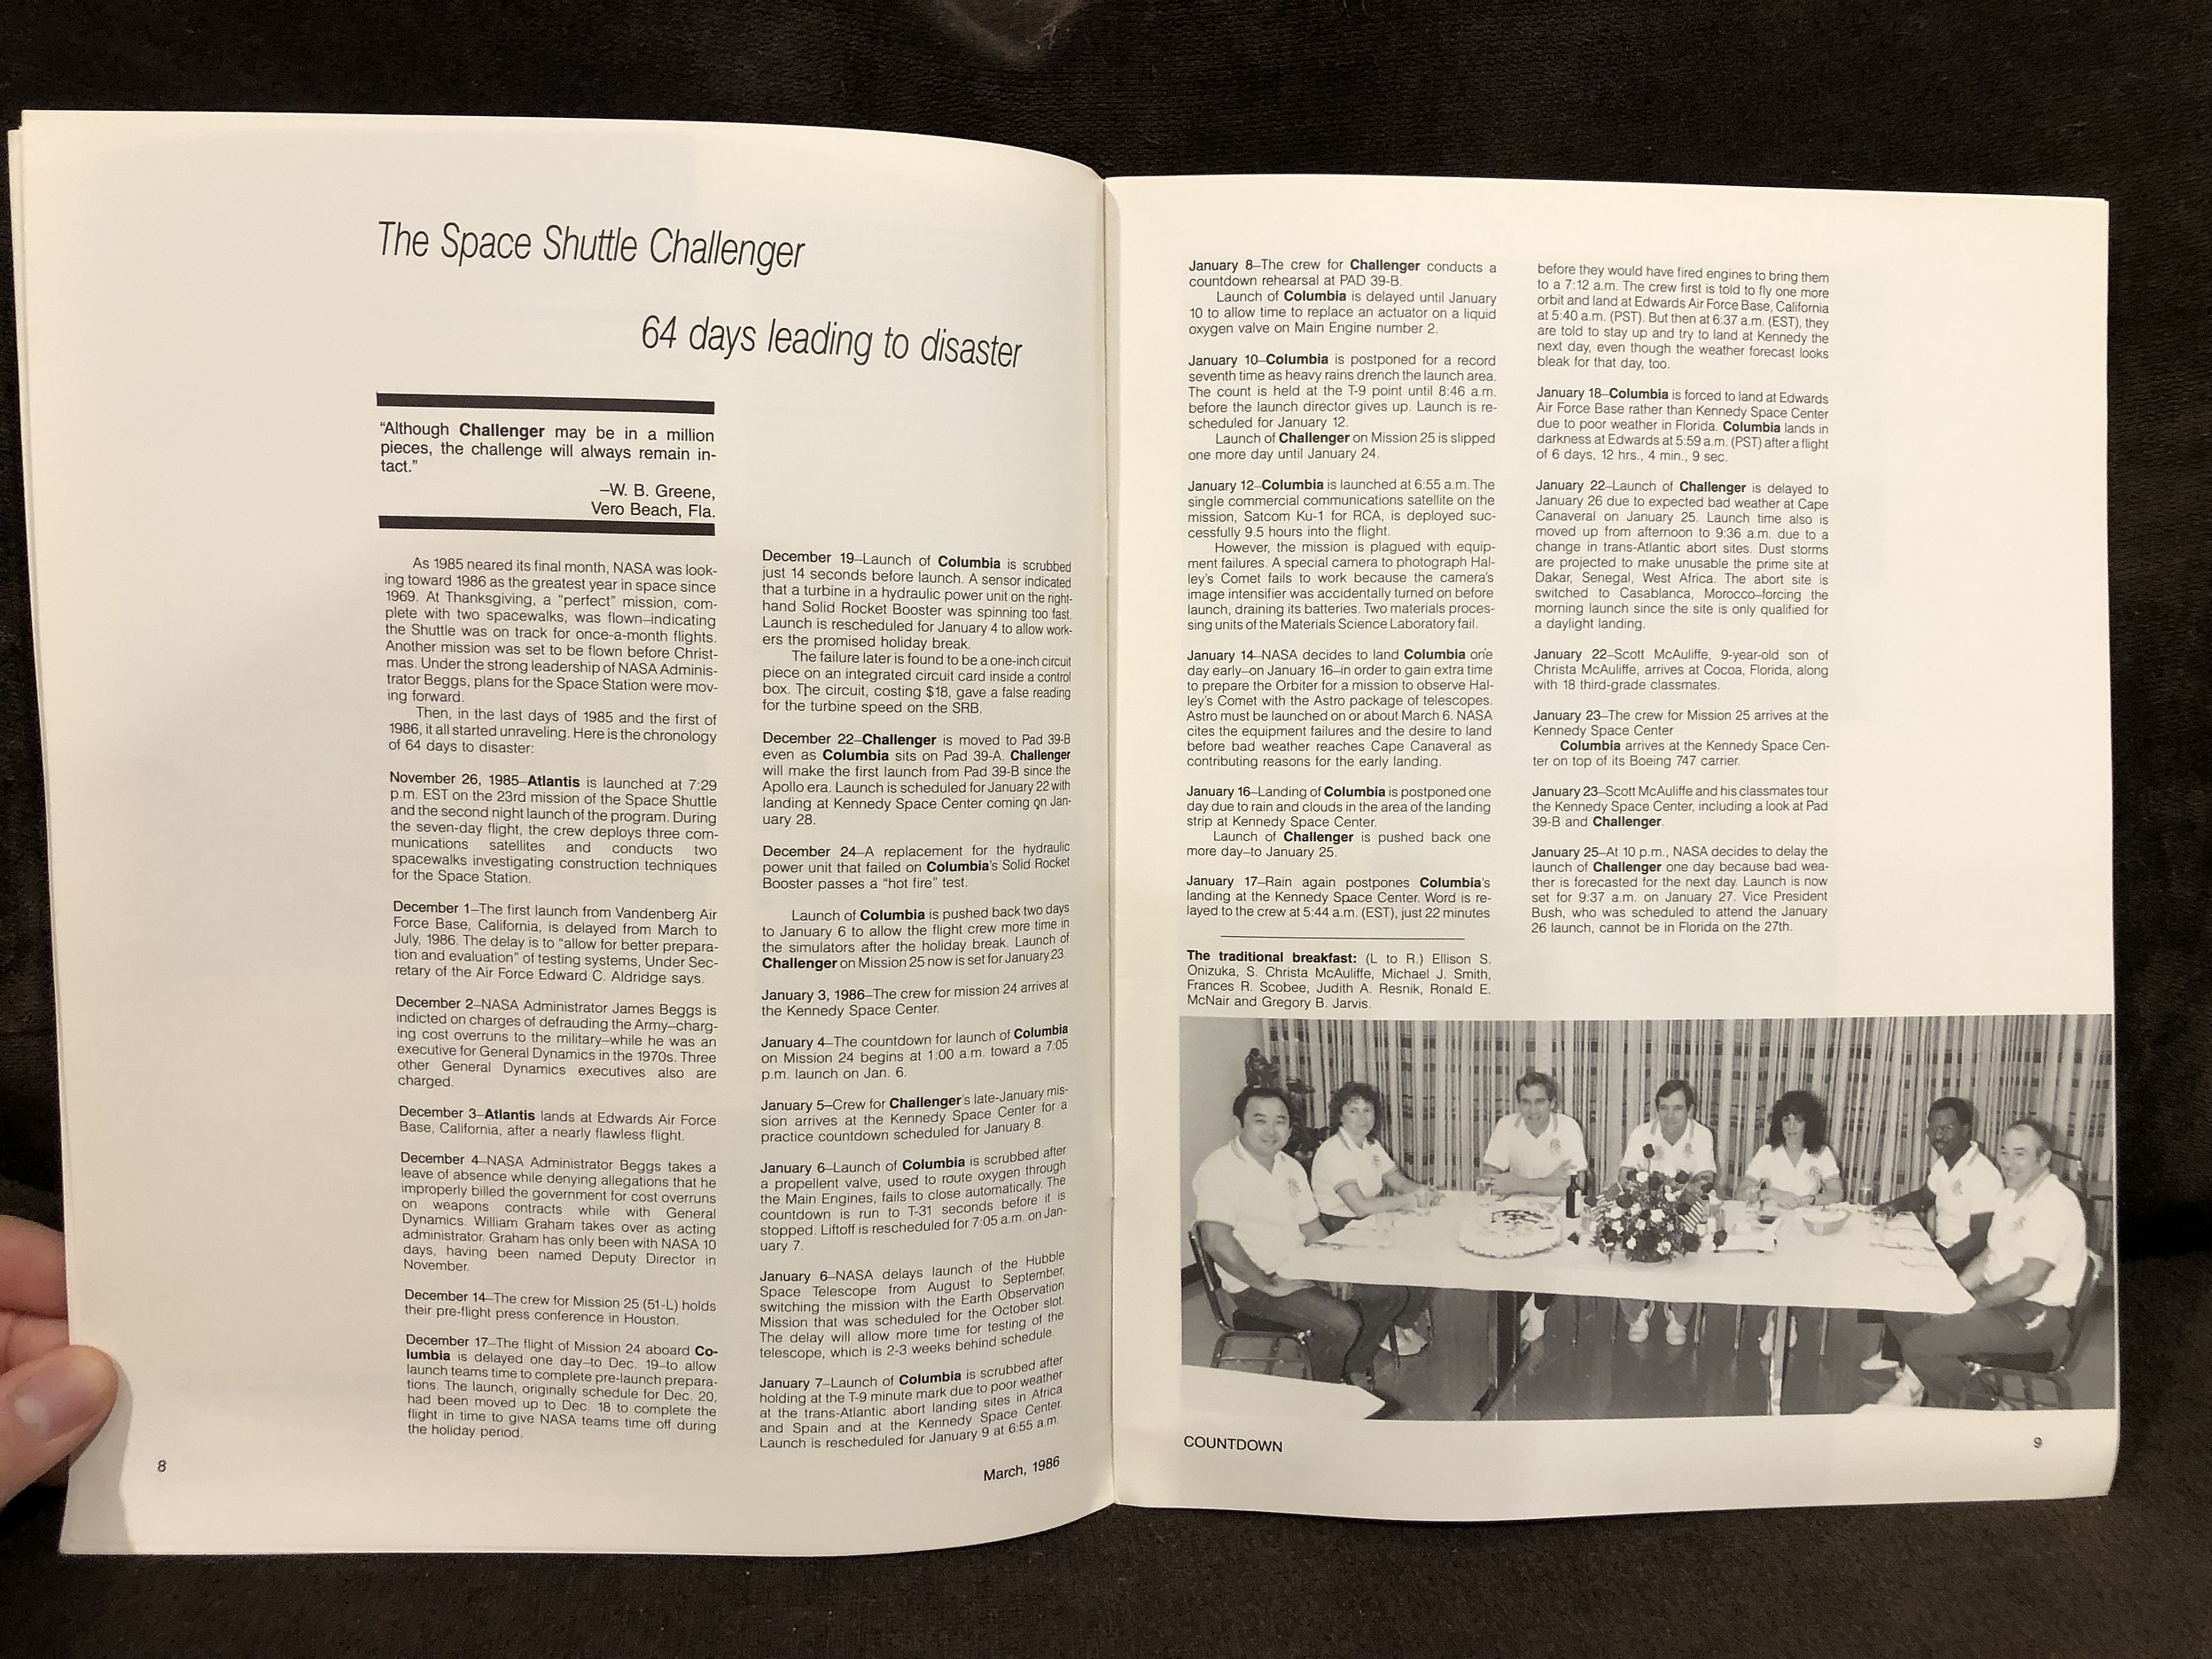 The Space Shuttle Challenger
64 days leading to disaster
“Although Challenger may be in a million
pieces, the challenge will always remain in-
tact.”
–W. B. Greene,
Vero Beach, Fla.
As 1985 neared its final month, NASA was look-
ing toward 1986 as the greatest year in space since
1969. At Thanksgiving, a “perfect” mission, com-
plete with two spacewalks, was flown–indicating
the Shuttle was on track for once-a-month flights.
Another mission was set to be flown before Christ-
mas. Under the strong leadership of NASA Adminis-
trator Beggs, plans for the Space Station were mov-
ing forward.
Then, in the last days of 1985 and the first of
1986, it all started unraveling. Here is the chronology
of 64 days to disaster:
November 26, 1985–Atlantis is launched at 7:29
p.m. EST on the 23rd mission of the Space Shuttle
and the second night launch of the program. During
the seven-day flight, the crew deploys three com-
munications satellites and conducts two
spacewalks investigating construction techniques
for the Space Station.
December 1–The first launch from Vandenberg Air
Force Base, California, is delayed from March to
July, 1986. The delay is to “allow for better prepara-
tion and evaluation” of testing systems, Under Sec-
retary of the Air Force Edward C. Aldridge says.
December 2–NASA Administrator James Beggs is
indicted on charges of defrauding the Army–charg-
ing cost overruns to the military–while he was an
executive for General Dynamics in the 1970s. Three
other General Dynamics executives also are
charged.
December 3–Atlantis lands at Edwards Air Force
Base, California, after a nearly flawless flight.
December 4–NASA Administrator Beggs takes a
leave of absence while denying allegations that he
improperly billed the government for cost overruns
on weapons contracts while with General
Dynamics. William Graham takes over as acting
administrator. Graham has only been with NASA 10
days, having been named Deputy Director in
November.
December 14–The crew for Mission 25 (51-L) holds
their pre-flight press conference in Houston.
December 17–The flight of Mission 24 aboard Co-
lumbia is delayed one day–to Dec. 19–to allow
launch teams time to complete pre-launch prepara-
tions. The launch, originally schedule for Dec. 20,
had been moved up to Dec. 18 to complete the
flight in time to give NASA teams time off during
the holiday period.
December 19–Launch of Columbia is scrubbed
just 14 seconds before launch. A sensor indicated
that a turbine in a hydraulic power unit on the right-
hand Solid Rocket Booster was spinning too fast.
Launch is rescheduled for January 4 to allow work-
ers the promised holiday break.
The failure later is found to be a one-inch circuit
piece on an integrated circuit card inside a control
box. The circuit, costing $18, gave a false reading
for the turbine speed on the SRB.
December 22–Challenger is moved to Pad 39-B
even as Columbia sits on Pad 39-A. Challenger
will make the first launch from Pad 39-B since the
Apollo era. Launch is scheduled for January 22 with
landing at Kennedy Space Center coming on Jan-
uary 28.
December 24–A replacement for the hydraulic
power unit that failed on Columbia's Solid Rocket
Booster passes a “hot fire” test.
Launch of Columbia is pushed back two days
to January 6 to allow the flight crew more time in
the simulators after the holiday break. Launch of
Challenger on Mission 25 now is set for January 23.
January 3, 1986–The crew for mission 24 arrives at
the Kennedy Space Center.
January 4–The countdown for launch of Columbia
on Mission 24 begins at 1:00 a.m. toward a 7:05
p.m. launch on Jan. 6.
January 5–Crew for Challenger's late-January mis-
sion arrives at the Kennedy Space Center for a
practice countdown scheduled for January 8.
January 6–Launch of Columbia is scrubbed after
a propellent valve, used to route oxygen through
the Main Engines, fails to close automatically. The
countdown is run to T-31 seconds before it is
stopped. Liftoff is rescheduled for 7:05 a.m. on Jan-
uary 7.
January 6–NASA delays launch of the Hubble
Space Telescope from August to September,
switching the mission with the Earth Observation
Mission that was scheduled for the October slot.
The delay will allow more time for testing of the
telescope, which is 2-3 weeks behind schedule.
January 7–Launch of Columbia is scrubbed after
holding at the T-9 minute mark due to poor weather
at the trans-Atlantic abort landing sites in Africa
and Spain and at the Kennedy Space Center.
Launch is rescheduled for January 9 at 6:55 a.m.
8
March, 1986
January 8–The crew for Challenger conducts a
countdown rehearsal at PAD 39-B.
Launch of Columbia is delayed until January
10 to allow time to replace an actuator on a liquid
oxygen valve on Main Engine number 2.
January 10–Columbia is postponed for a record
seventh time as heavy rains drench the launch area.
The count is held at the T-9 point until 8:46 a.m.
before the launch director gives up. Launch is re-
scheduled for January 12.
Launch of Challenger on Mission 25 is slipped
one more day until January 24.
January 12–Columbia is launched at 6:55 a.m. The
single commercial communications satellite on the
mission, Satcom Ku-1 for RCA, is deployed suc-
cessfully 9.5 hours into the flight.
However, the mission is plagued with equip-
ment failures. A special camera to photograph Hal-
ley's Comet fails to work because the camera's
image intensifier was accidentally turned on before
launch, draining its batteries. Two materials proces-
sing units of the Materials Science Laboratory fail.
January 14–NASA decides to land Columbia one
day early–on January 16–in order to gain extra time
to prepare the Orbiter for a mission to observe Hal-
ley's Comet with the Astro package of telescopes.
Astro must be launched on or about March 6. NASA
cites the equipment failures and the desire to land
before bad weather reaches Cape Canaveral as
contributing reasons for the early landing.
January 16–Landing of Columbia is postponed one
day due to rain and clouds in the area of the landing
strip at Kennedy Space Center.
Launch of Challenger is pushed back one
more day–to January 25.
January 17–Rain again postpones Columbia's
landing at the Kennedy Space Center. Word is re-
layed to the crew at 5:44 a.m. (EST), just 22 minutes
before they would have fired engines to bring them
to a 7:12 a.m. The crew first is told to fly one more
orbit and land at Edwards Air Force Base, California
at 5:40 a.m. (PST). But then at 6:37 a.m. (EST), they
are told to stay up and try to land at Kennedy the
next day, even though the weather forecast looks
bleak for that day, too.
January 18–Columbia is forced to land at Edwards
Air Force Base rather than Kennedy Space Center
due to poor weather in Florida. Columbia lands in
darkness at Edwards at 5:59 a.m. (PST) after a flight
of 6 days, 12 hrs., 4 min., 9 sec.
January 22–Launch of Challenger is delayed to
January 26 due to expected bad weather at Cape
Canaveral on January 25. Launch time also is
moved up from afternoon to 9:36 a.m. due to a
change in trans-Atlantic abort sites. Dust storms
are projected to make unusable the prime site at
Dakar, Senegal, West Africa. The abort site is
switched to Casablanca, Morocco–forcing the
morning launch since the site is only qualified for
a daylight landing.
January 22–Scott McAuliffe, 9-year-old son of
Christa McAuliffe, arrives at Cocoa, Florida, along
with 18 third-grade classmates.
January 23–The crew for Mission 25 arrives at the
Kennedy Space Center
Columbia arrives at the Kennedy Space Cen-
ter on top of its Boeing 747 carrier.
January 23–Scott McAuliffe and his classmates tour
the Kennedy Space Center, including a look at Pad
39-B and Challenger.
January 25–At 10 p.m., NASA decides to delay the
launch of Challenger one day because bad wea-
ther is forecasted for the next day. Launch is now
set for 9:37 a.m. on January 27. Vice President
Bush, who was scheduled to attend the January
26 launch, cannot be in Florida on the 27th.
The traditional breakfast: (L to R.) Ellison S.
Onizuka, S. Christa McAuliffe, Michael J. Smith,
Frances R. Scobee, Judith A. Resnik, Ronald E.
McNair and Gregory B. Jarvis.
COUNTDOWN
9